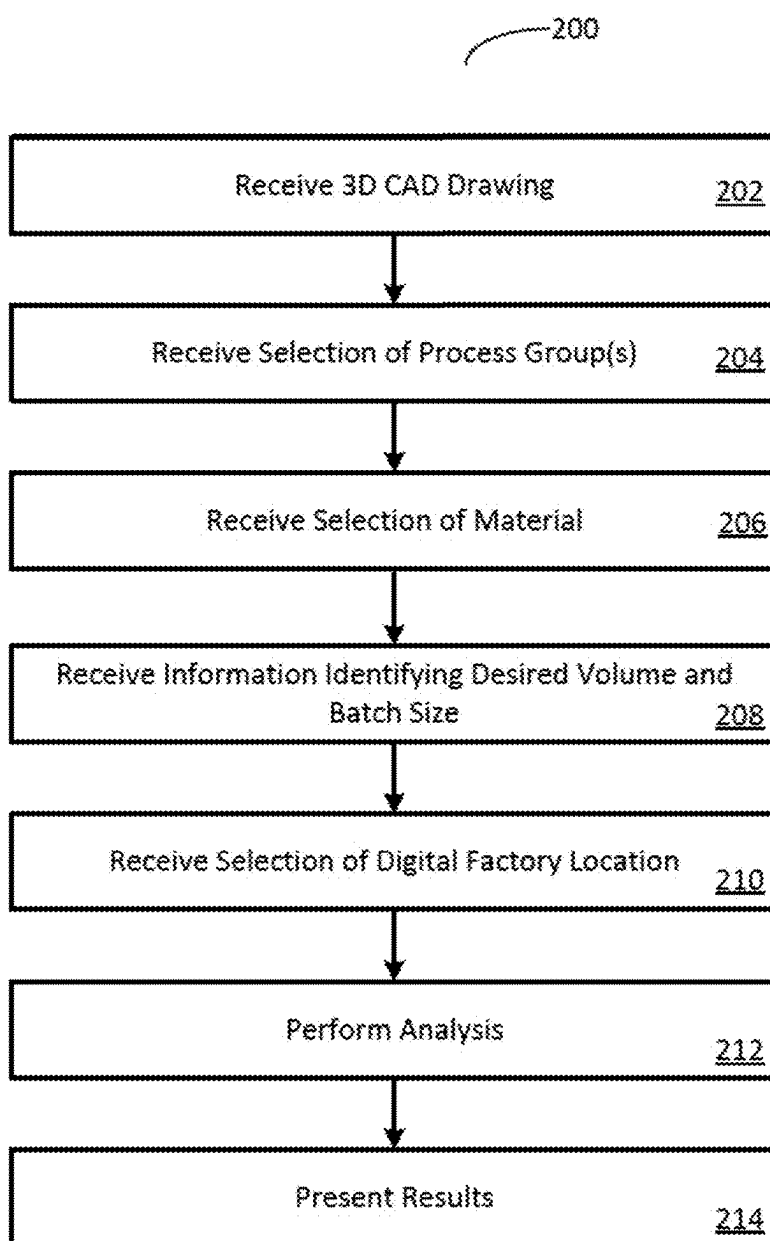 200
Receive 3D CAD Drawing 202
Receive Selection of Process Group(s) 204
Receive Selection of Material 206
Receive Information Identifying Desired Volume and
Batch Size 208
Receive Selection of Digital Factory Location 210
Perform Analysis 212
Present Results 214